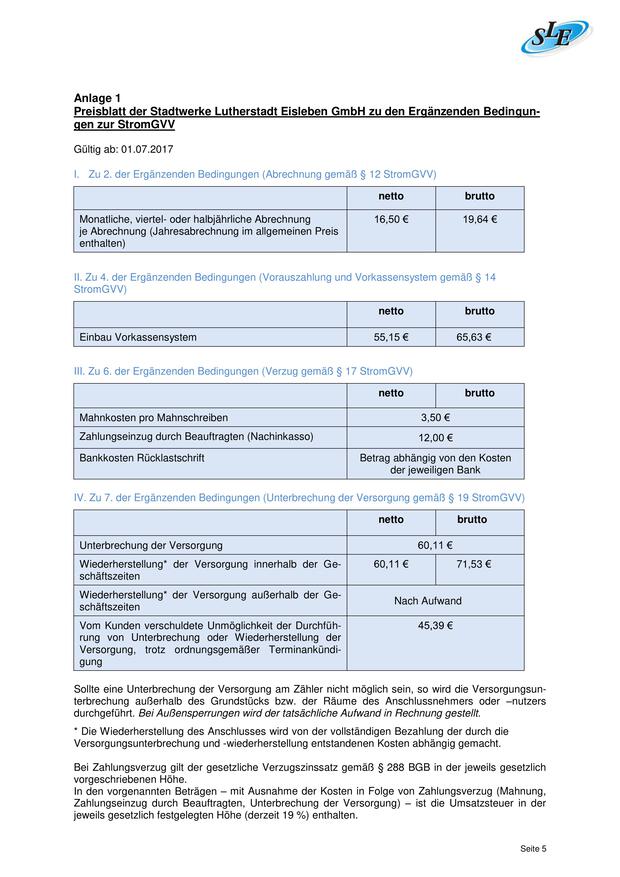 SLE
Anlage 1
Preisblatt der Stadtwerke Lutherstadt Eisleben GmbH zu den Ergänzenden Bedingun-
gen zur StromGVV
Gültig ab: 01.07.2017
I. Zu 2. der Ergänzenden Bedingungen (Abrechnung gemäß § 12 StromGVV)
netto brutto
Monatliche, viertel- oder halbjährliche Abrechnung 16,50 € 19,64 €
je Abrechnung (Jahresabrechnung im allgemeinen Preis
enthalten)
II. Zu 4. der Ergänzenden Bedingungen (Vorauszahlung und Vorkassensystem gemäß § 14
StromGVV)
netto brutto
Einbau Vorkassensystem 55,15 € 65,63 €
III. Zu 6. der Ergänzenden Bedingungen (Verzug gemäß § 17 StromGVV)
netto brutto
Mahnkosten pro Mahnschreiben 3,50 €
Zahlungseinzug durch Beauftragten (Nachinkasso) 12,00 €
Bankkosten Rücklastschrift Betrag abhängig von den Kosten
der jeweiligen Bank
IV. Zu 7. der Ergänzenden Bedingungen (Unterbrechung der Versorgung gemäß § 19 StromGVV)
netto brutto
Unterbrechung der Versorgung 60,11 €
Wiederherstellung* der Versorgung innerhalb der Ge- 60,11 € 71,53 €
schäftszeiten
Wiederherstellung* der Versorgung außerhalb der Ge- Nach Aufwand
schäftszeiten
Vom Kunden verschuldete Unmöglichkeit der Durchfüh- 45,39 €
rung von Unterbrechung oder Wiederherstellung der
Versorgung, trotz ordnungsgemäßer Terminankündi-
gung
Sollte eine Unterbrechung der Versorgung am Zähler nicht möglich sein, so wird die Versorgungsun-
terbrechung außerhalb des Grundstücks bzw. der Räume des Anschlussnehmers oder –nutzers
durchgeführt. Bei Außensperrungen wird der tatsächliche Aufwand in Rechnung gestellt.
* Die Wiederherstellung des Anschlusses wird von der vollständigen Bezahlung der durch die
Versorgungsunterbrechung und -wiederherstellung entstandenen Kosten abhängig gemacht.
Bei Zahlungsverzug gilt der gesetzliche Verzugszinssatz gemäß § 288 BGB in der jeweils gesetzlich
vorgeschriebenen Höhe.
In den vorgenannten Beträgen – mit Ausnahme der Kosten in Folge von Zahlungsverzug (Mahnung,
Zahlungseinzug durch Beauftragten, Unterbrechung der Versorgung) – ist die Umsatzsteuer in der
jeweils gesetzlich festgelegten Höhe (derzeit 19 %) enthalten.
Seite 5